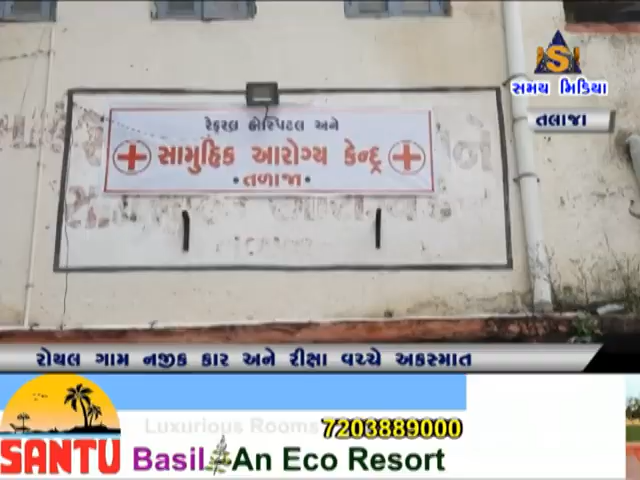 સમય મિડિયા
તલાજા
રેફરલ હોસ્પિટલ અને
સામુહિક આરોગ્ય કેન્દ્ર
•તળાજા•
રોયલ ગામ નજીક કાર અને રીક્ષા વચ્ચે અકસ્માત
Luxurious Rooms
7203889000
SANTU
Basil An Eco Resort